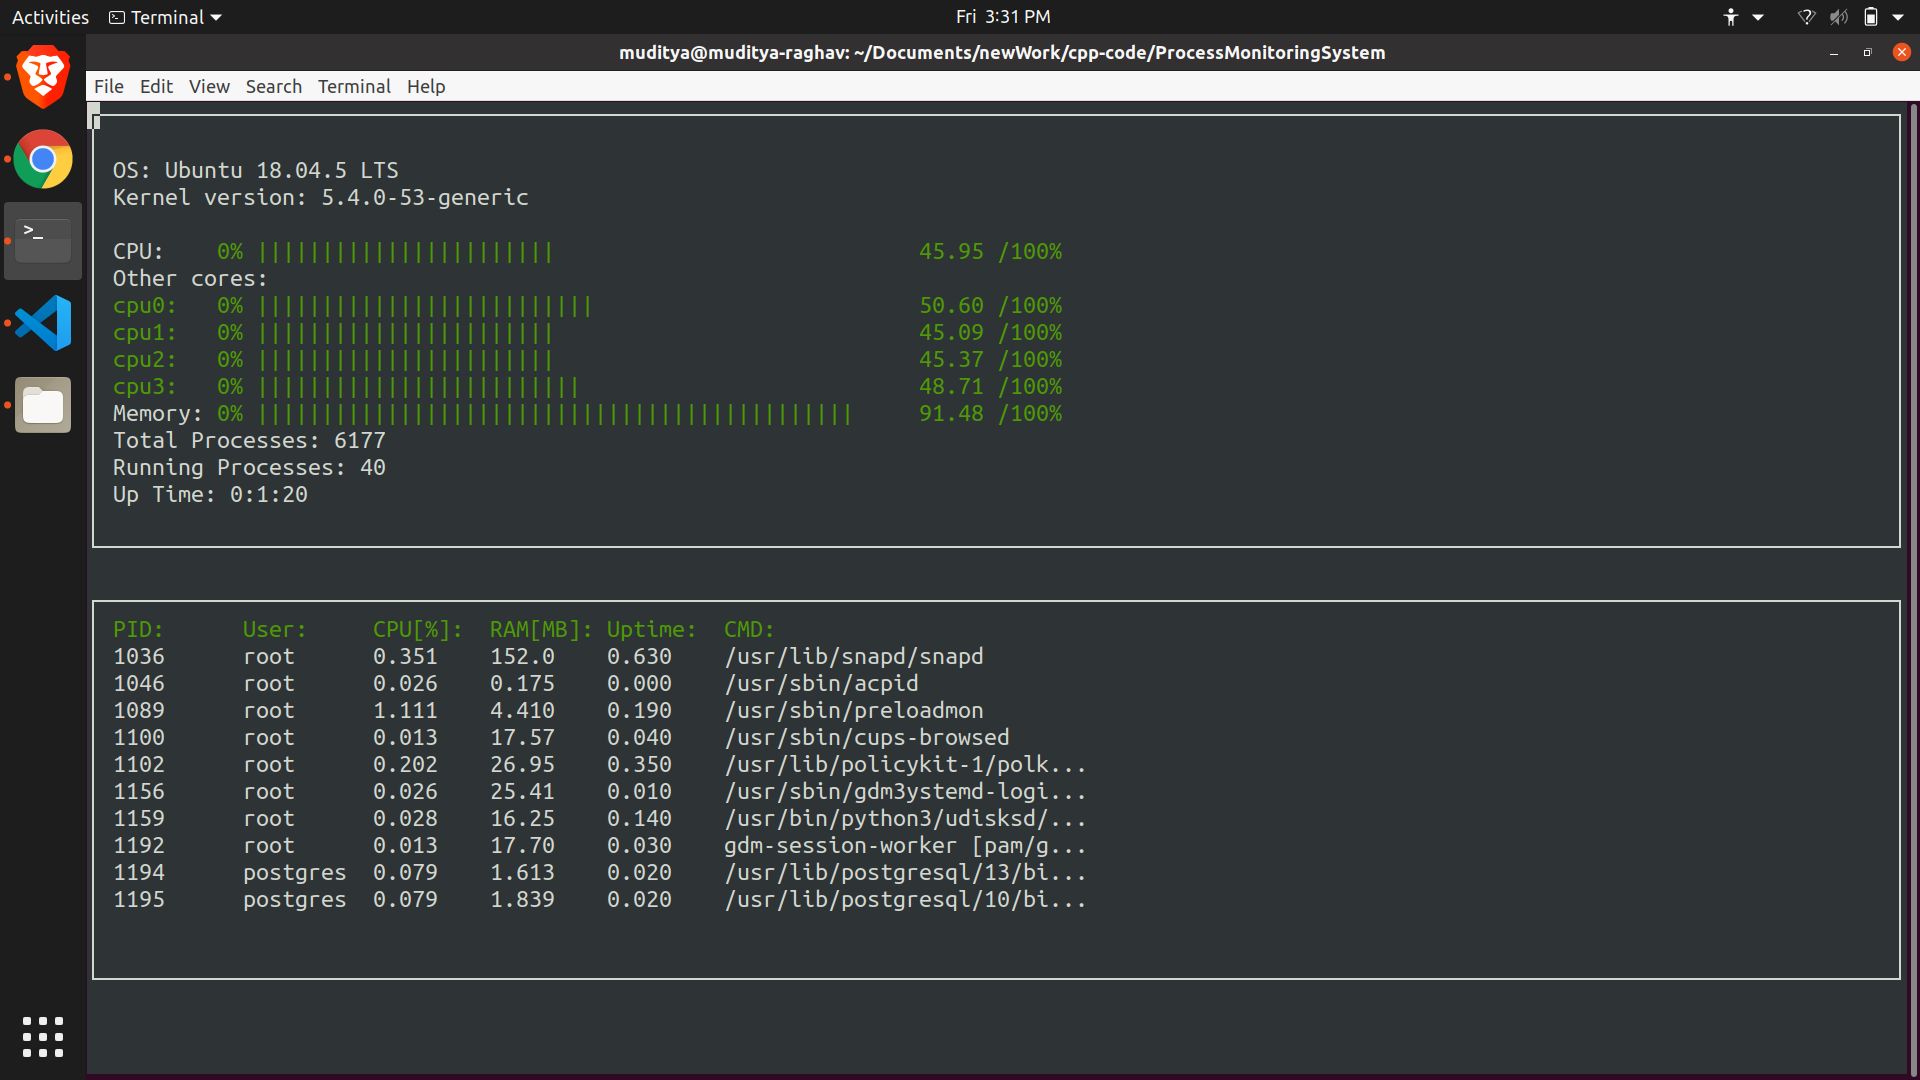 Activities Terminal Fri 3:31 PM
muditya@muditya-raghav: ~/Documents/newWork/cpp-code/ProcessMonitoringSystem
File Edit View Search Terminal Help
OS: Ubuntu 18.04.5 LTS
Kernel version: 5.4.0-53-generic
CPU: 0% ||||||||||||||||||||||| 45.95 /100%
Other cores:
cpu0: 0% |||||||||||||||||||||||||| 50.60 /100%
cpu1: 0% ||||||||||||||||||||||| 45.09 /100%
cpu2: 0% ||||||||||||||||||||||| 45.37 /100%
cpu3: 0% ||||||||||||||||||||||||| 48.71 /100%
Memory: 0% |||||||||||||||||||||||||||||||||||||||||||||| 91.48 /100%
Total Processes: 6177
Running Processes: 40
Up Time: 0:1:20
PID: User: CPU[%]: RAM[MB]: Uptime: CMD:
1036 root 0.351 152.0 0.630 /usr/lib/snapd/snapd
1046 root 0.026 0.175 0.000 /usr/sbin/acpid
1089 root 1.111 4.410 0.190 /usr/sbin/preloadmon
1100 root 0.013 17.57 0.040 /usr/sbin/cups-browsed
1102 root 0.202 26.95 0.350 /usr/lib/policykit-1/polk...
1156 root 0.026 25.41 0.010 /usr/sbin/gdm3ystemd-logi...
1159 root 0.028 16.25 0.140 /usr/bin/python3/udisksd/...
1192 root 0.013 17.70 0.030 gdm-session-worker [pam/g...
1194 postgres 0.079 1.613 0.020 /usr/lib/postgresql/13/bi...
1195 postgres 0.079 1.839 0.020 /usr/lib/postgresql/10/bi...